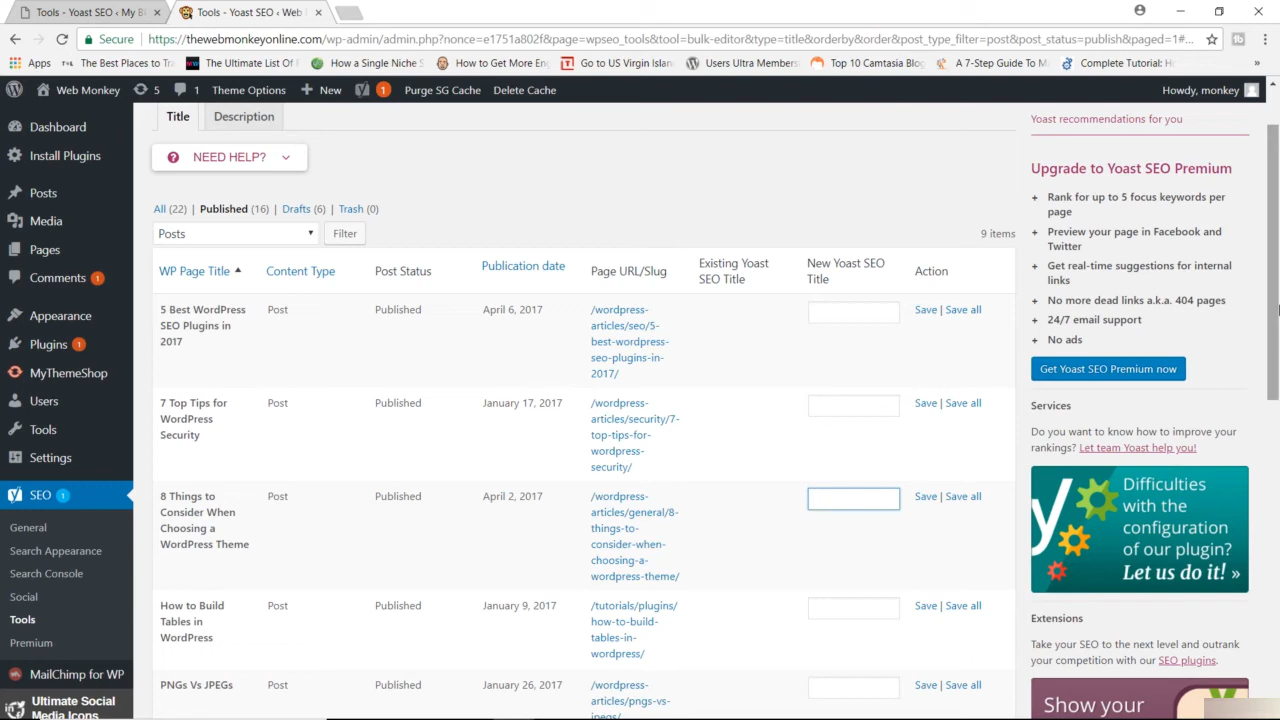 Tools - Yoast SEO ‹ My Bl
Tools - Yoast SEO ‹ Web
Secure
https://thewebmonkeyonline.com/wp-admin/admin.php?nonce=e1751a802f&page=wpseo_tools&tool=bulk-editor&type=title&orderby&order&post_type_filter=post&post_status=publish&paged=1#...
Apps
The Best Places to Tra
The Ultimate List Of
How a Single Niche S
How to Get More Eng
Go to US Virgin Island
Users Ultra Members
Top 10 Camtasia Blog
A 7-Step Guide To M
Complete Tutorial: H
Web Monkey
5
1
Theme Options
New
1
Purge SG Cache
Delete Cache
Howdy, monkey
Dashboard
Install Plugins
Posts
Media
Pages
Comments 1
Appearance
Plugins 1
MyThemeShop
Users
Tools
Settings
SEO 1
General
Search Appearance
Search Console
Social
Tools
Premium
MailChimp for WP
Ultimate Social
Media Icons
Title
Description
NEED HELP?
All (22) | Published (16) | Drafts (6) | Trash (0)
Posts
Filter
9 items
WP Page Title
Content Type
Post Status
Publication date
Page URL/Slug
Existing Yoast
SEO Title
New Yoast SEO
Title
Action
5 Best WordPress
SEO Plugins in
2017
Post
Published
April 6, 2017
/wordpress-
articles/seo/5-
best-wordpress-
seo-plugins-in-
2017/
Save | Save all
7 Top Tips for
WordPress
Security
Post
Published
January 17, 2017
/wordpress-
articles/security/7-
top-tips-for-
wordpress-
security/
Save | Save all
8 Things to
Consider When
Choosing a
WordPress Theme
Post
Published
April 2, 2017
/wordpress-
articles/general/8-
things-to-
consider-when-
choosing-a-
wordpress-theme/
Save | Save all
How to Build
Tables in
WordPress
Post
Published
January 9, 2017
/tutorials/plugins/
how-to-build-
tables-in-
wordpress/
Save | Save all
PNGs Vs JPEGs
Post
Published
January 26, 2017
/wordpress-
articles/pngs-vs-
jpegs/
Save | Save all
Yoast recommendations for you
Upgrade to Yoast SEO Premium
+ Rank for up to 5 focus keywords per
page
+ Preview your page in Facebook and
Twitter
+ Get real-time suggestions for internal
links
+ No more dead links a.k.a. 404 pages
+ 24/7 email support
+ No ads
Get Yoast SEO Premium now
Services
Do you want to know how to improve your
rankings? Let team Yoast help you!
Difficulties
with the
configuration
of our plugin?
Let us do it! »
Extensions
Take your SEO to the next level and outrank
your competition with our SEO plugins.
Show your